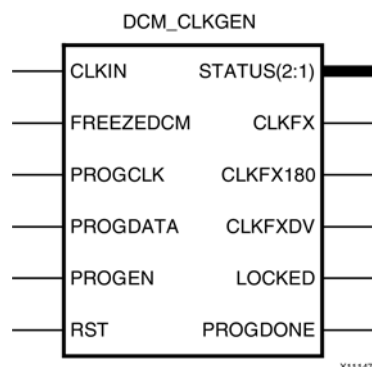 DCM_CLKGEN
CLKIN STATUS(2:1)
FREEZEDCM CLKFX
PROGCLK CLKFX180
PROGDATA CLKFXDV
PROGEN LOCKED
RST PROGDONE